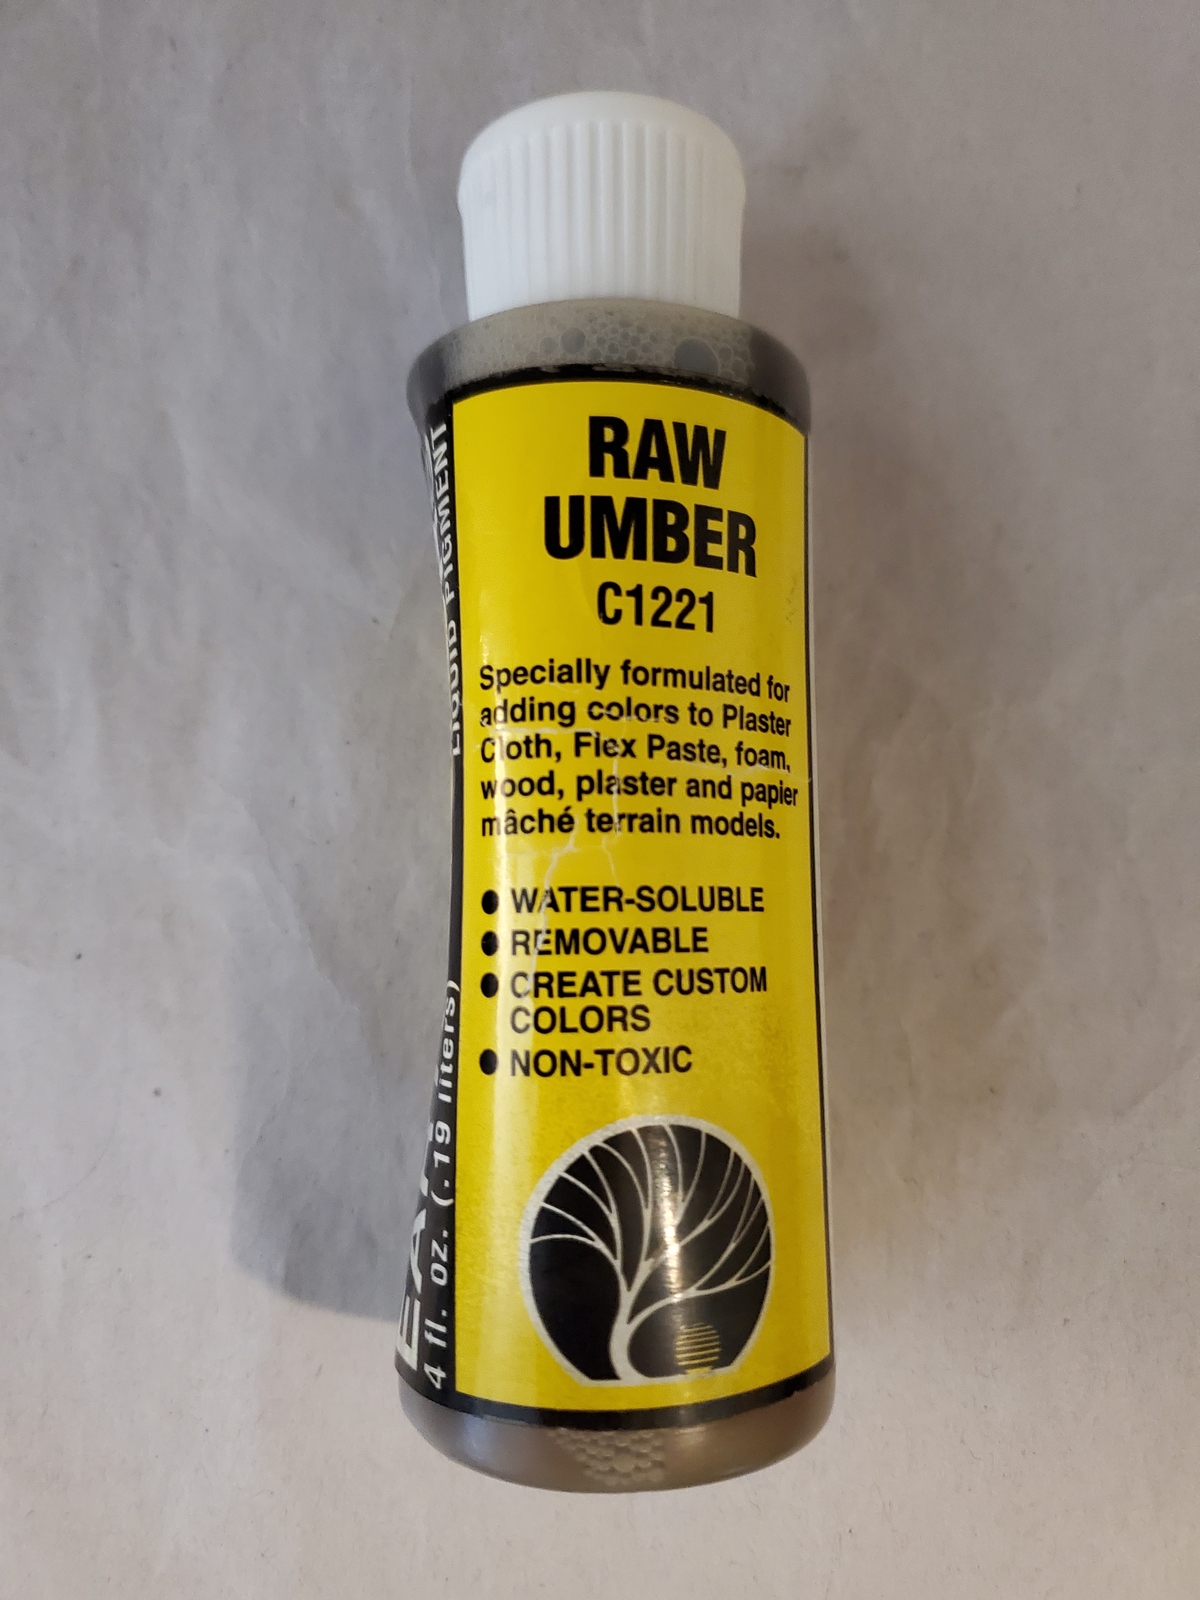 RAW
UMBER
C1221
Specially formulated for
adding colors to Plaster
Cloth, Flex Paste, foam,
wood, plaster and papier
mâché terrain models.
● WATER-SOLUBLE
● REMOVABLE
● CREATE CUSTOM
COLORS
● NON-TOXIC
LIQUID PIGMENT
4 fl. oz. (.19 liters)